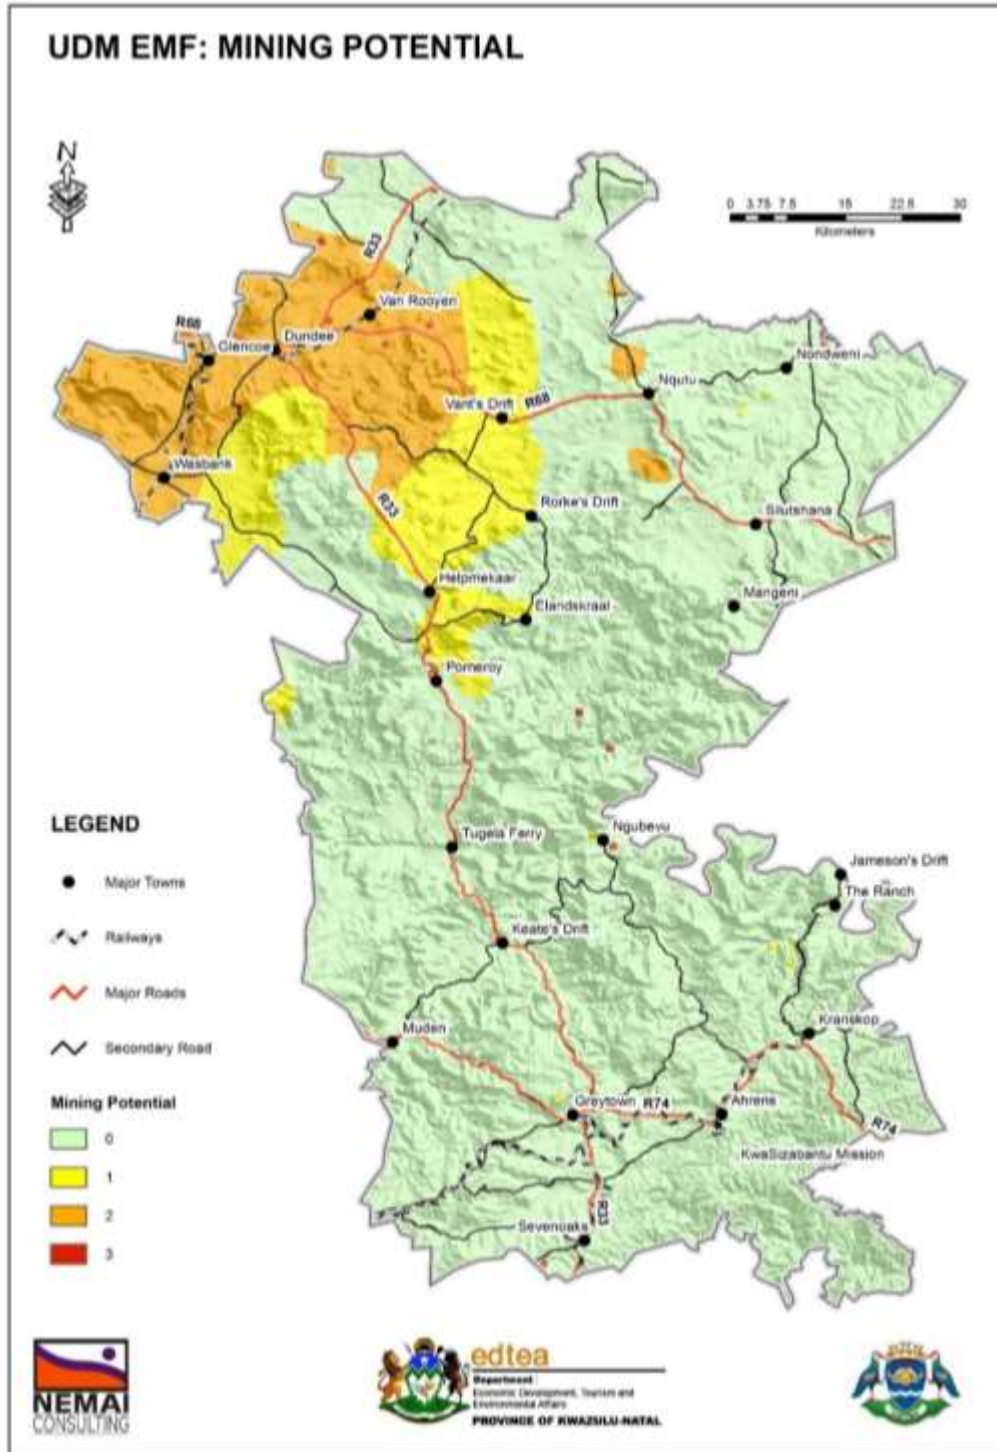 UDM EMF: MINING POTENTIAL
N
0 3.75 7.5 15 22.5 30
Kilometers
R33
Van Rooyen
R68
Glencoe
Dundee
Nondweni
Nqutu
Vant's Drift
R68
Wasbank
R33
Rorke's Drift
Silutshana
Helpmekaar
Mangeni
Elandskraal
Pomeroy
LEGEND
Major Towns
Railways
Major Roads
Secondary Road
Mining Potential
0
1
2
3
Tugela Ferry
Ngubevu
Jameson's Drift
The Ranch
Keate's Drift
Muden
Kranskop
Greytown
R74
Ahrens
R74
KwaSizabantu Mission
R33
Sevenoaks
NEMAI
CONSULTING
edtea
Department:
Economic Development, Tourism and
Environmental Affairs
PROVINCE OF KWAZULU-NATAL